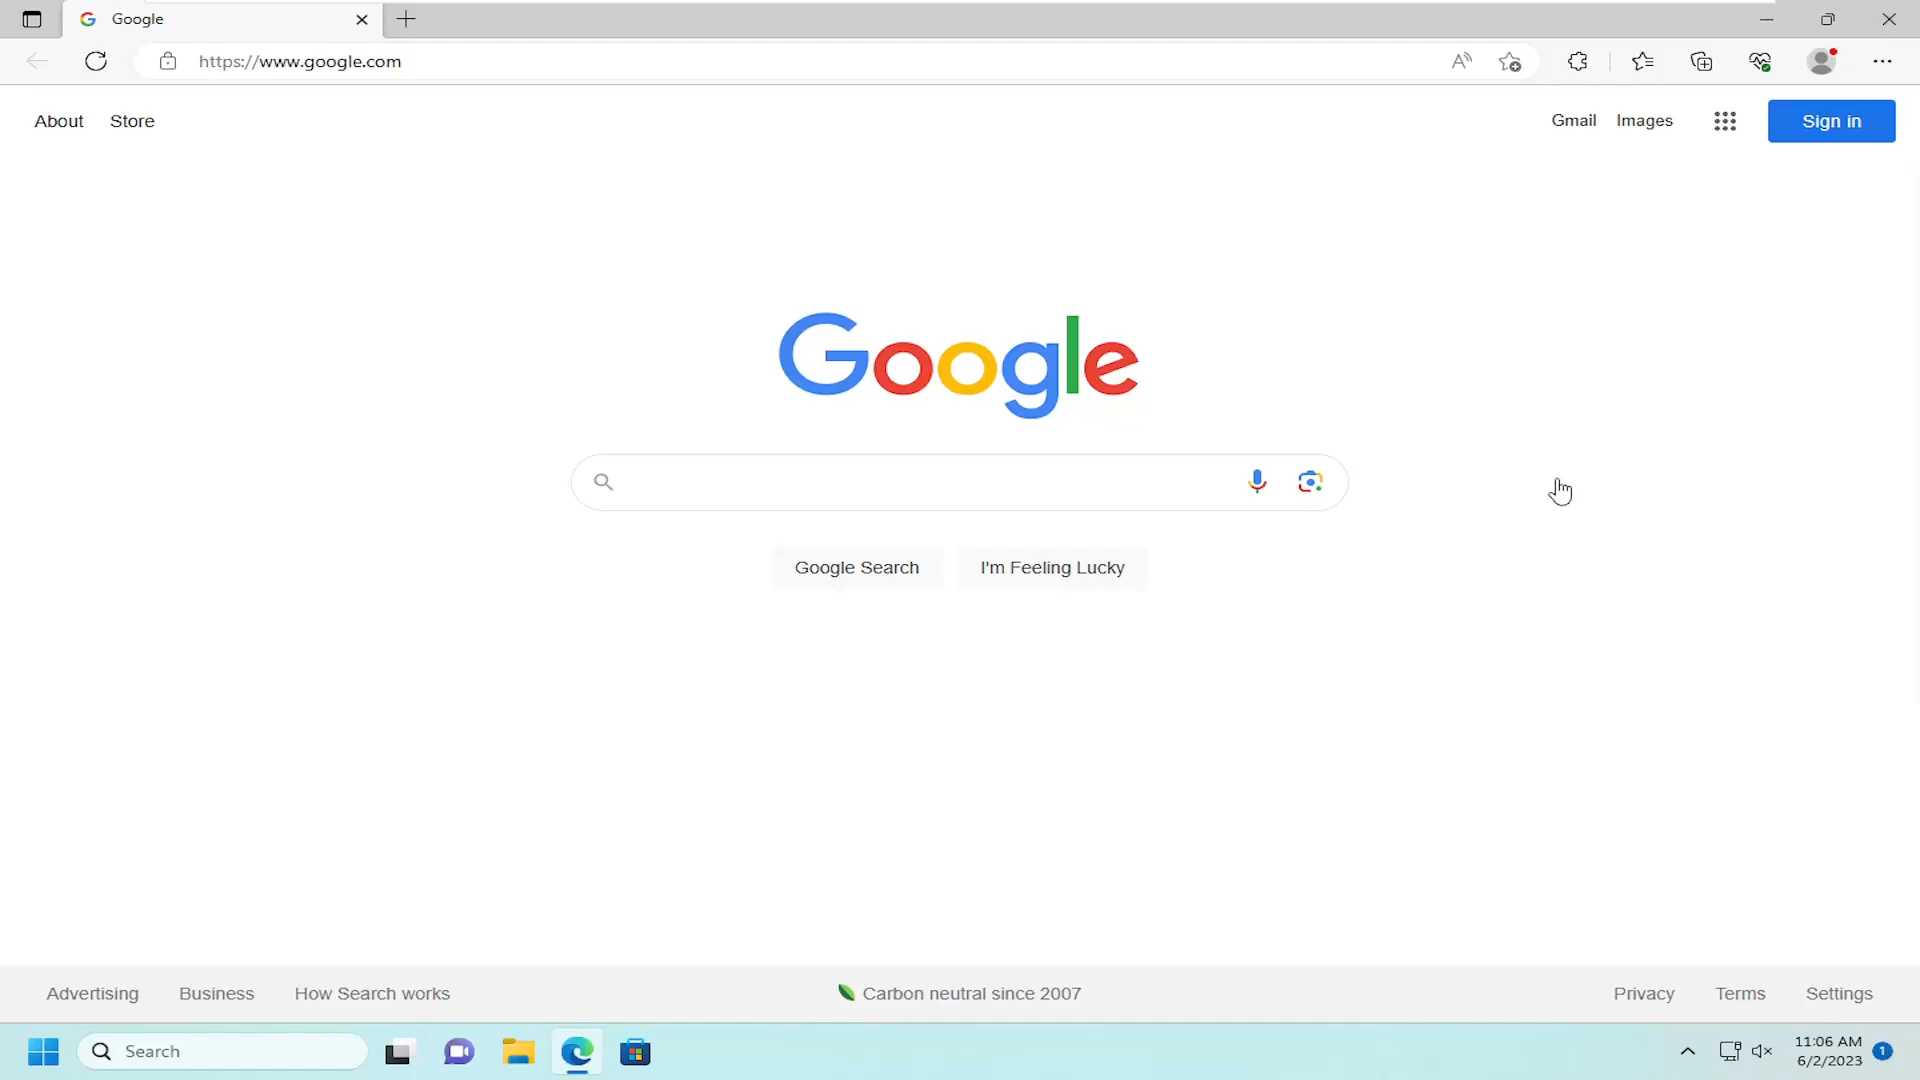 Google
https://www.google.com
About Store
Gmail Images Sign in
Google
Google Search I'm Feeling Lucky
Advertising Business How Search works
Carbon neutral since 2007
Privacy Terms Settings
Search
11:06 AM
6/2/2023
1